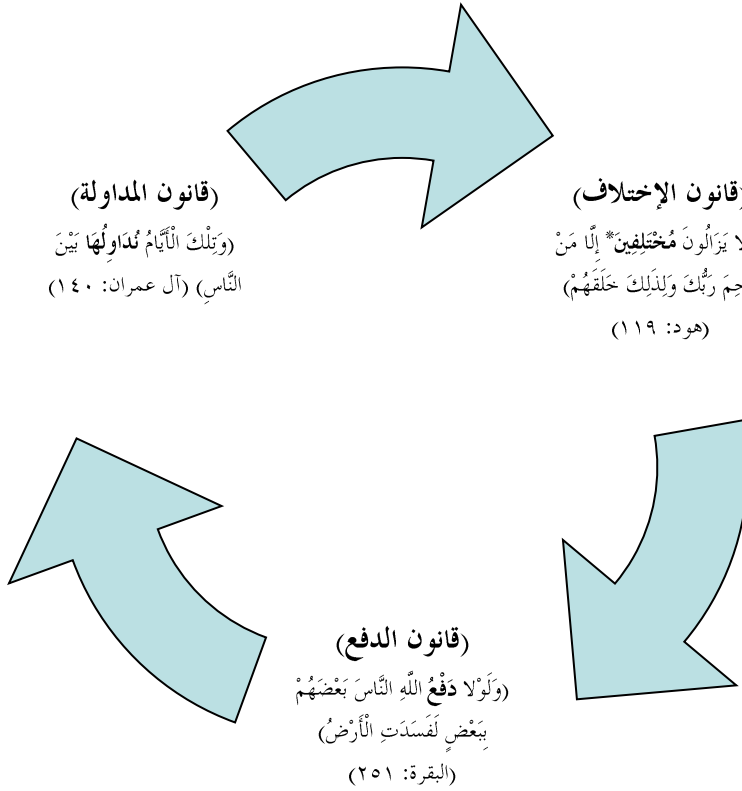 (قانون الإختلاف)
يَزَالُونَ مُخْتَلِفِينَ* إِلَّا مَنْ
رَبُّكَ وَلِذَلِكَ خَلَقَهُمْ)
(هود: ١١٩)
(قانون المداولة)
(وَتِلْكَ الْأَيَّامُ نُدَاوِلُهَا بَيْنَ
النَّاسِ) (آل عمران: ١٤٠)
(قانون الدفع)
(وَلَوْلا دَفْعُ اللَّهِ النَّاسَ بَعْضَهُمْ
بِبَعْضٍ لَفَسَدَتِ الْأَرْضُ)
(البقرة: ٢٥١)